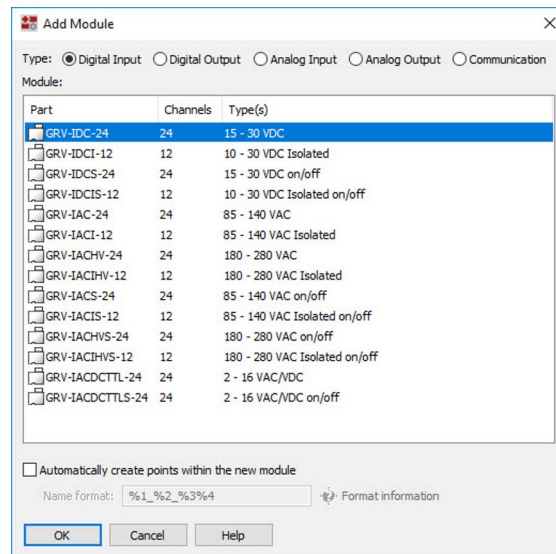 Add Module
Type: Digital Input Digital Output Analog Input Analog Output Communication
Module:
Part Channels Type(s)
GRV-IDC-24 24 15 - 30 VDC
GRV-IDCI-12 12 10 - 30 VDC Isolated
GRV-IDCS-24 24 15 - 30 VDC on/off
GRV-IDCIS-12 12 10 - 30 VDC Isolated on/off
GRV-IAC-24 24 85 - 140 VAC
GRV-IACI-12 12 85 - 140 VAC Isolated
GRV-IACHV-24 24 180 - 280 VAC
GRV-IACIHV-12 12 180 - 280 VAC Isolated
GRV-IACS-24 24 85 - 140 VAC on/off
GRV-IACIS-12 12 85 - 140 VAC Isolated on/off
GRV-IACHVS-24 24 180 - 280 VAC on/off
GRV-IACIHVS-12 12 180 - 280 VAC Isolated on/off
GRV-IACDCTTL-24 24 2 - 16 VAC/VDC
GRV-IACDCTTLS-24 24 2 - 16 VAC/VDC on/off
Automatically create points within the new module
Name format: %1_%2_%3%4 Format information
OK Cancel Help